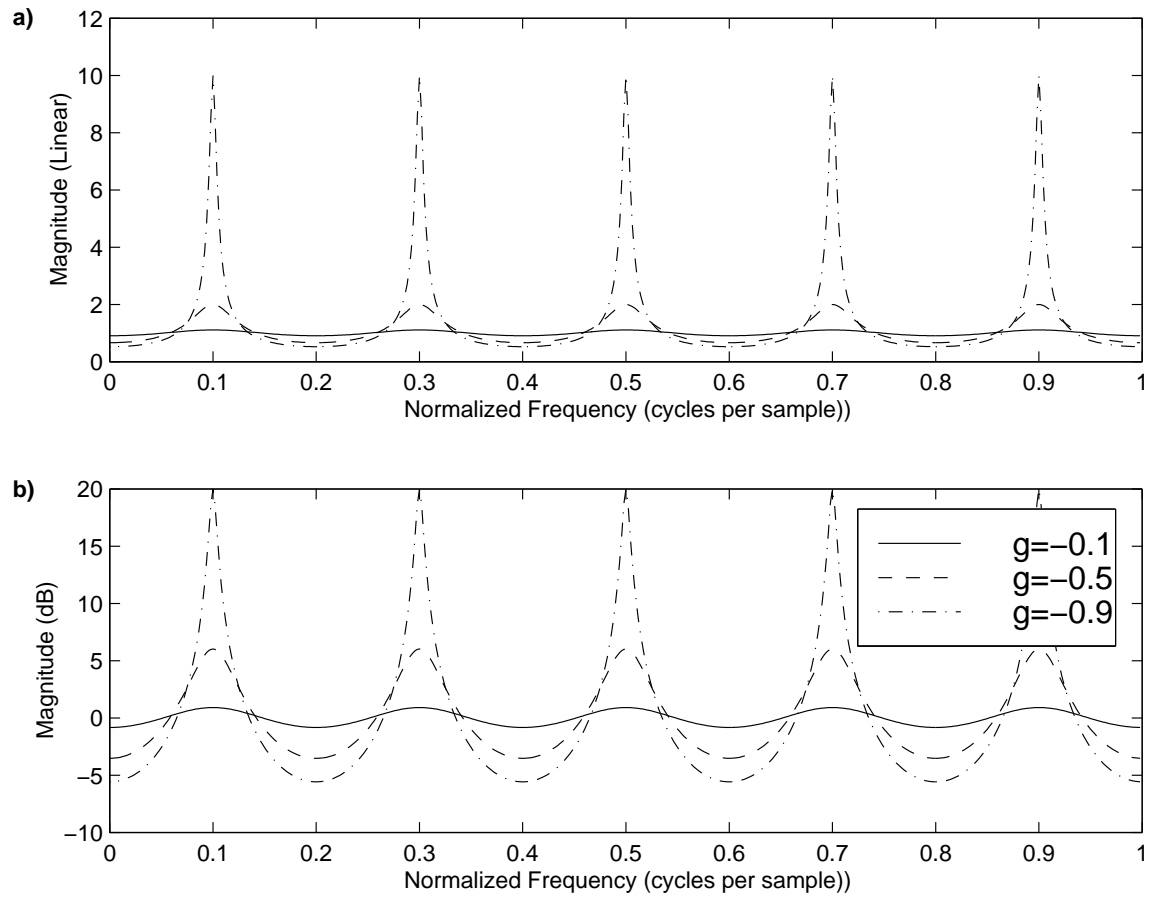 a)
12
10
8
6
4
2
0
Magnitude (Linear)
0 0.1 0.2 0.3 0.4 0.5 0.6 0.7 0.8 0.9 1
Normalized Frequency (cycles per sample))
b)
20
15
10
5
0
−5
−10
Magnitude (dB)
g=−0.1
g=−0.5
g=−0.9
0 0.1 0.2 0.3 0.4 0.5 0.6 0.7 0.8 0.9 1
Normalized Frequency (cycles per sample))